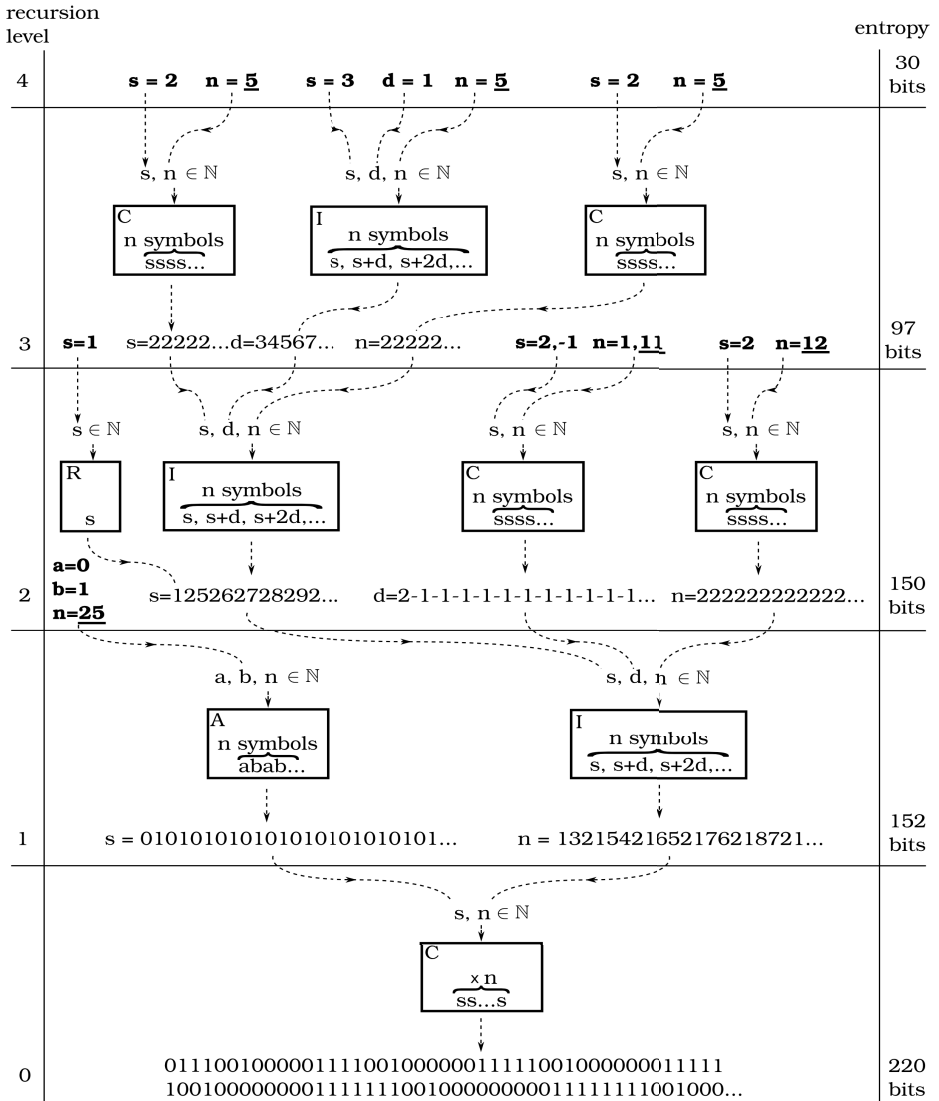 recursion
level
entropy
4
s = 2 n = 5 s = 3 d = 1 n = 5 s = 2 n = 5
30
bits
s, n ∈ ℕ s, d, n ∈ ℕ s, n ∈ ℕ
C
n symbols
ssss...
I
n symbols
s, s+d, s+2d,...
C
n symbols
ssss...
3
s=1 s=22222...d=34567... n=22222... s=2,-1 n=1,11 s=2 n=12
97
bits
s ∈ ℕ s, d, n ∈ ℕ s, n ∈ ℕ s, n ∈ ℕ
R
s
I
n symbols
s, s+d, s+2d,...
C
n symbols
ssss...
C
n symbols
ssss...
2
a=0
b=1
n=25
s=125262728292... d=2-1-1-1-1-1-1-1-1-1-1-1... n=222222222222...
150
bits
a, b, n ∈ ℕ s, d, n ∈ ℕ
A
n symbols
abab...
I
n symbols
s, s+d, s+2d,...
1
s = 0101010101010101010101010101... n = 13215421652176218721...
152
bits
s, n ∈ ℕ
C
× n
ss...s
0
0111001000001111001000000111110010000000011111
1001000000001111111001000000000011111111001000...
220
bits